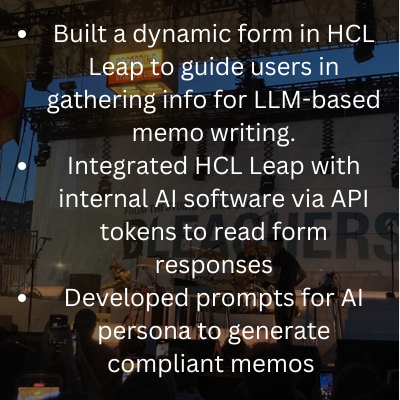 • Built a dynamic form in HCL
Leap to guide users in
gathering info for LLM-based
memo writing.
• Integrated HCL Leap with
internal AI software via API
tokens to read form
responses
• Developed prompts for AI
persona to generate
compliant memos
BLEACHERS